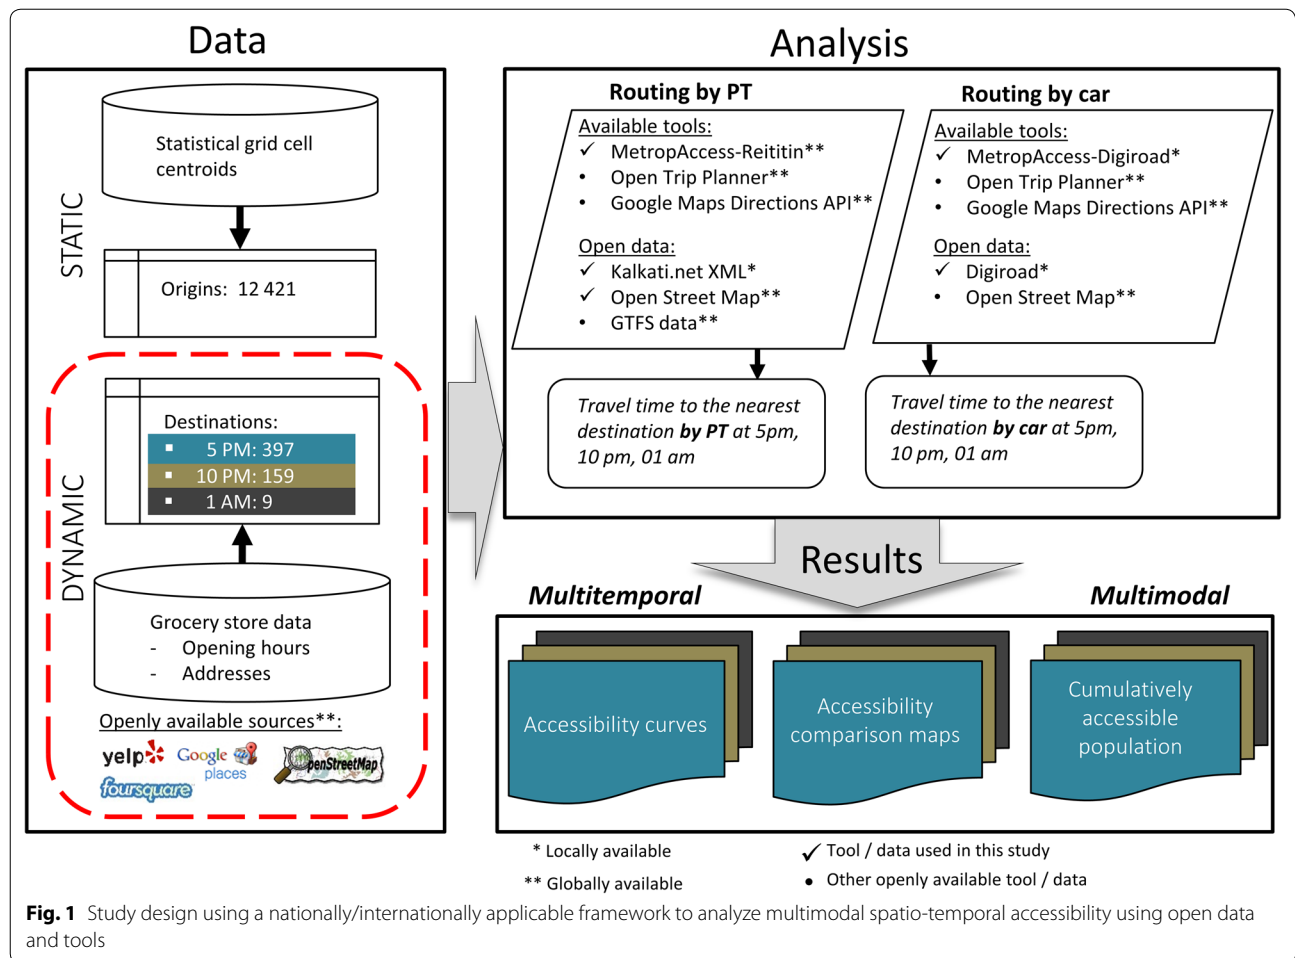 Data
Analysis
STATIC
Statistical grid cell
centroids
Origins: 12 421
DYNAMIC
Destinations:
▪ 5 PM: 397
▪ 10 PM: 159
▪ 1 AM: 9
Grocery store data
- Opening hours
- Addresses
Openly available sources**:
yelp
Google
places
OpenStreetMap
foursquare
Routing by PT
Available tools:
✓ MetropAccess-Reititin**
• Open Trip Planner**
• Google Maps Directions API**
Open data:
✓ Kalkati.net XML*
✓ Open Street Map**
• GTFS data**
Travel time to the nearest
destination by PT at 5pm,
10 pm, 01 am
Routing by car
Available tools:
✓ MetropAccess-Digiroad*
• Open Trip Planner**
• Google Maps Directions API**
Open data:
✓ Digiroad*
• Open Street Map**
Travel time to the nearest
destination by car at 5pm,
10 pm, 01 am
Results
Multitemporal
Multimodal
Accessibility curves
Accessibility
comparison maps
Cumulatively
accessible
population
* Locally available
** Globally available
✓ Tool / data used in this study
• Other openly available tool / data
Fig. 1 Study design using a nationally/internationally applicable framework to analyze multimodal spatio-temporal accessibility using open data
and tools